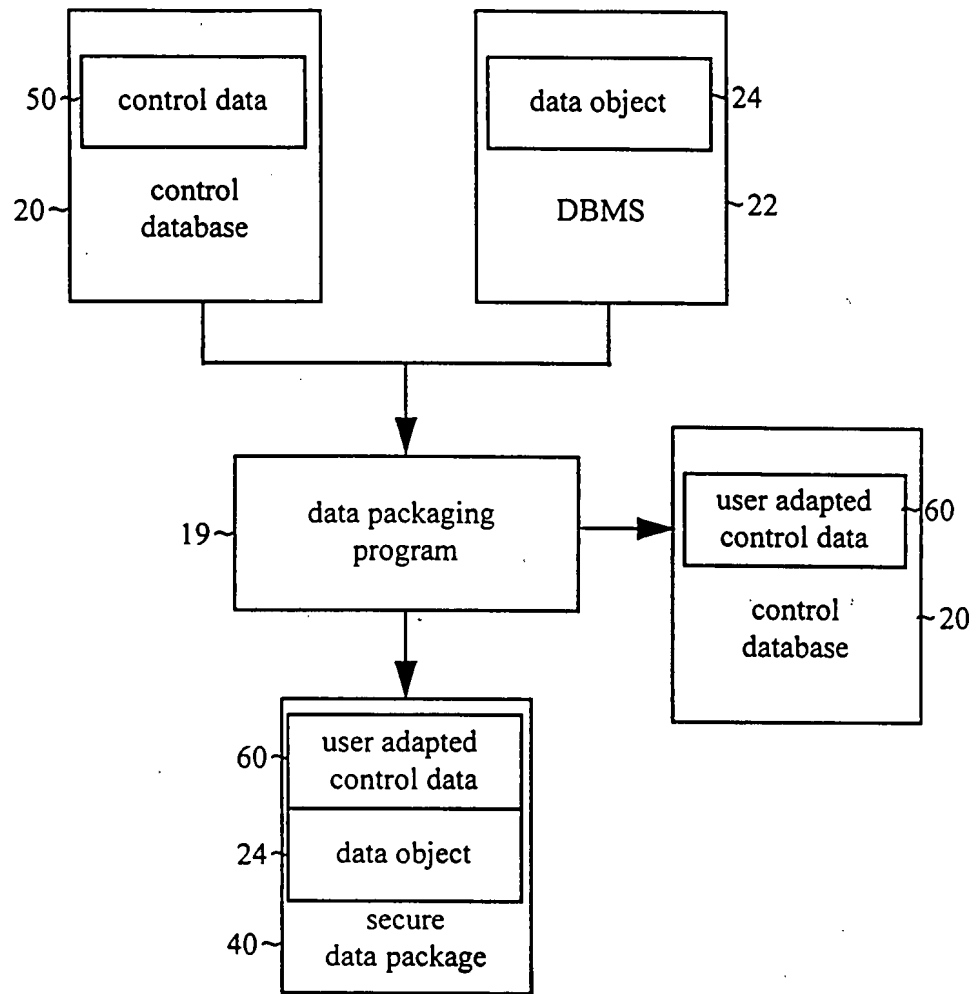 50 control data
data object 24
20 control
database
DBMS 22
19 data packaging
program
user adapted 60
control data
control 20
database
60 user adapted
control data
24 data object
secure
40 data package